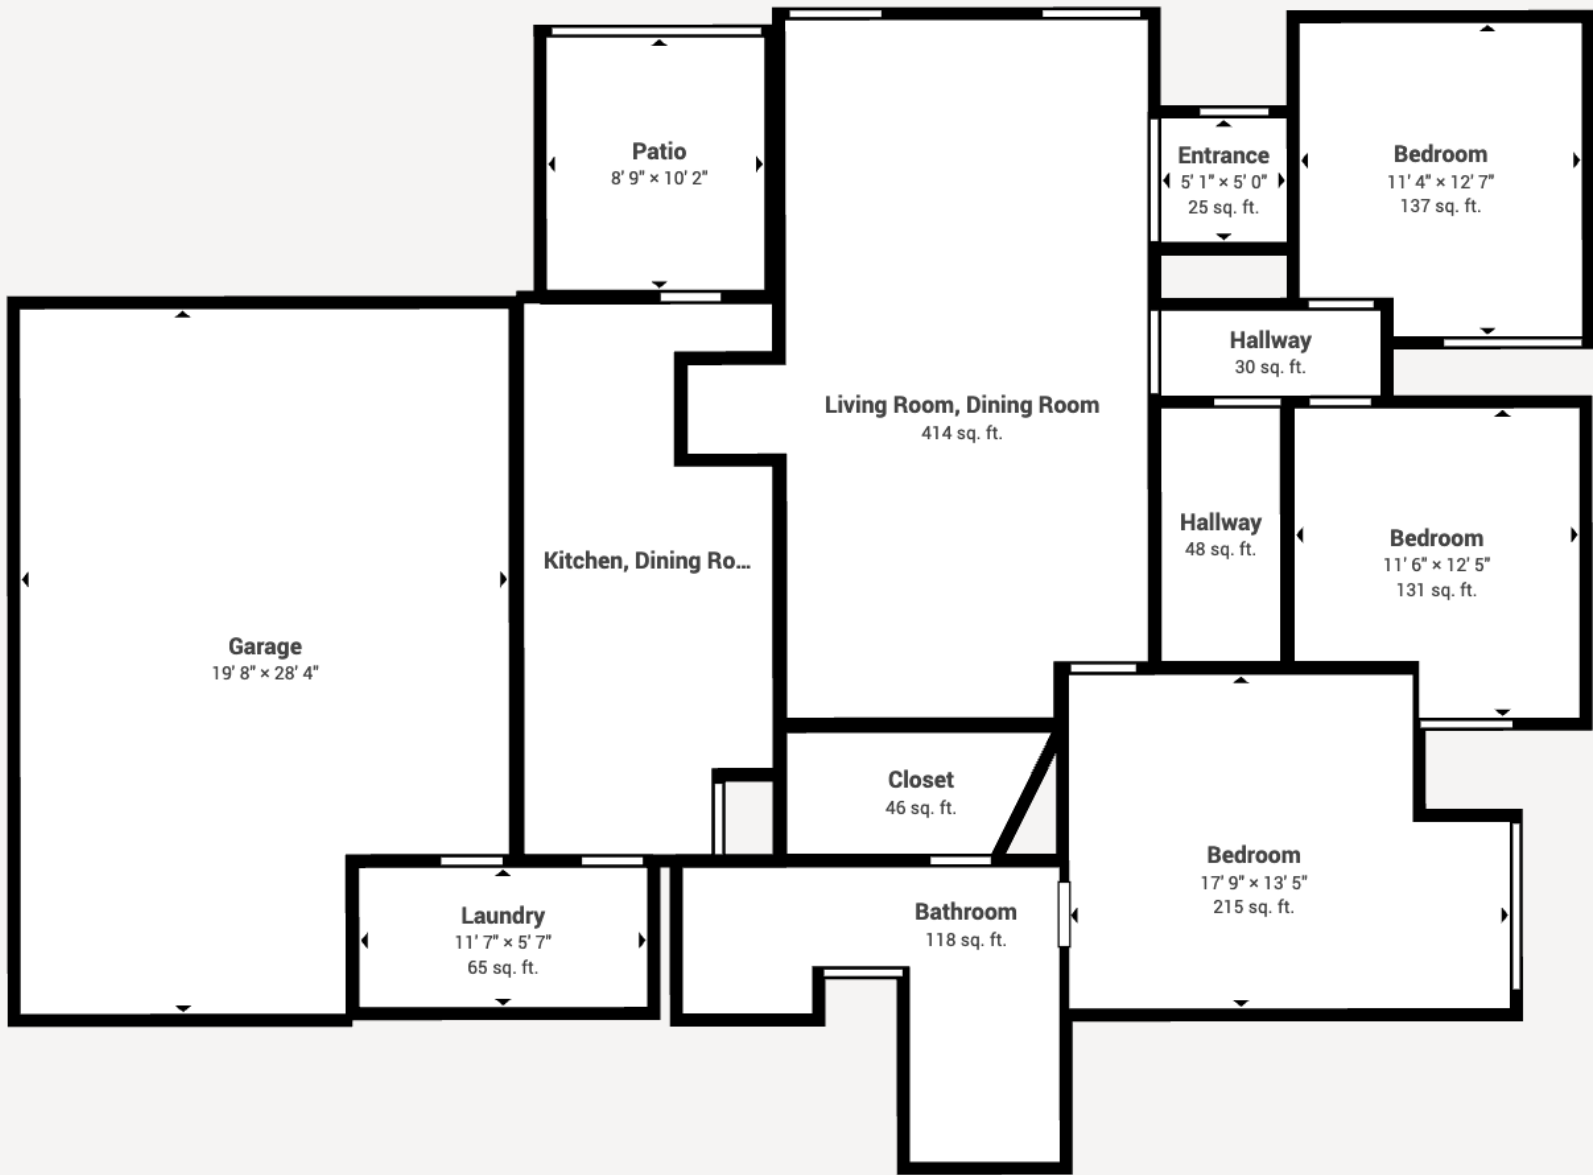 Patio
8' 9" × 10' 2"
Entrance
5' 1" × 5' 0"
25 sq. ft.
Bedroom
11' 4" × 12' 7"
137 sq. ft.
Hallway
30 sq. ft.
Living Room, Dining Room
414 sq. ft.
Hallway
48 sq. ft.
Bedroom
11' 6" × 12' 5"
131 sq. ft.
Kitchen, Dining Ro...
Garage
19' 8" × 28' 4"
Closet
46 sq. ft.
Bedroom
17' 9" × 13' 5"
215 sq. ft.
Laundry
11' 7" × 5' 7"
65 sq. ft.
Bathroom
118 sq. ft.